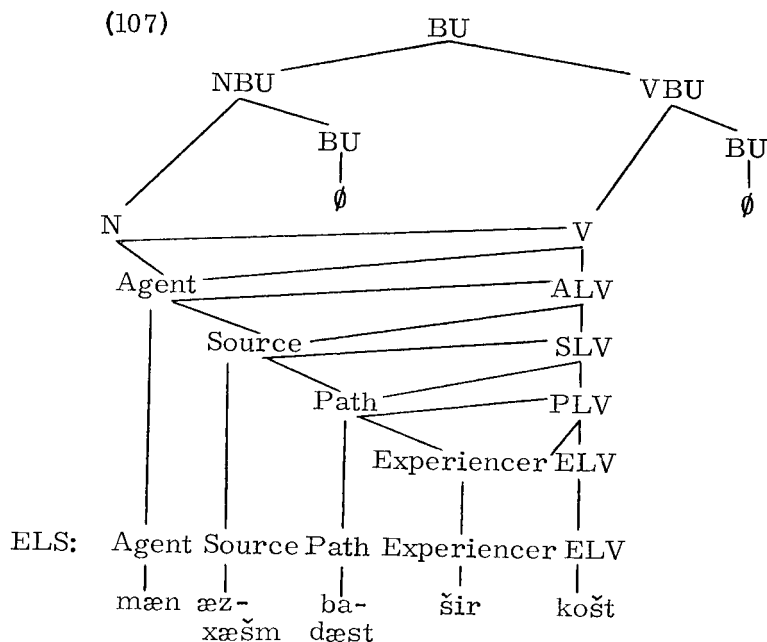 (107)
BU
NBU VBU
BU BU
∅ ∅
N V
Agent ALV
Source SLV
Path PLV
Experiencer ELV
ELS: Agent Source Path Experiencer ELV
mæn æz- ba- šir košt
xæšm dæst